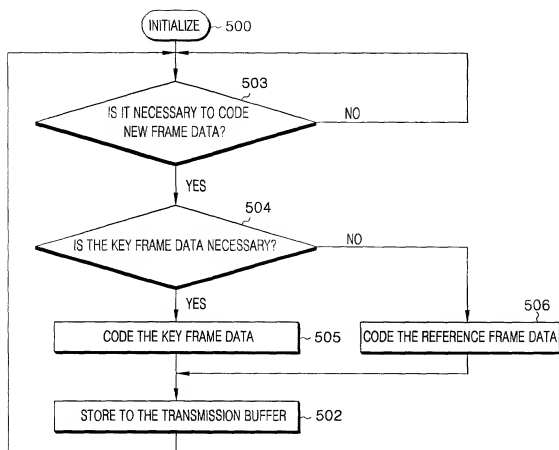 INITIALIZE
500
503
IS IT NECESSARY TO CODE
NEW FRAME DATA?
NO
YES
504
IS THE KEY FRAME DATA NECESSARY?
NO
YES
506
CODE THE KEY FRAME DATA
505
CODE THE REFERENCE FRAME DATA
STORE TO THE TRANSMISSION BUFFER
502